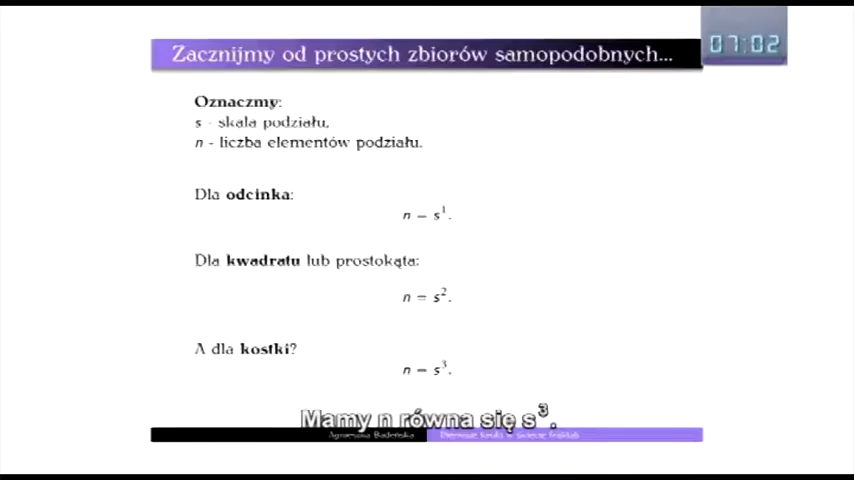 07:02
Zacznijmy od prostych zbiorów samopodobnych...
Oznaczmy:
s - skala podziału,
n - liczba elementów podziału.
Dla odcinka:
n = s¹.
Dla kwadratu lub prostokąta:
n = s².
A dla kostki?
n = s³.
Mamy n równa się s³.